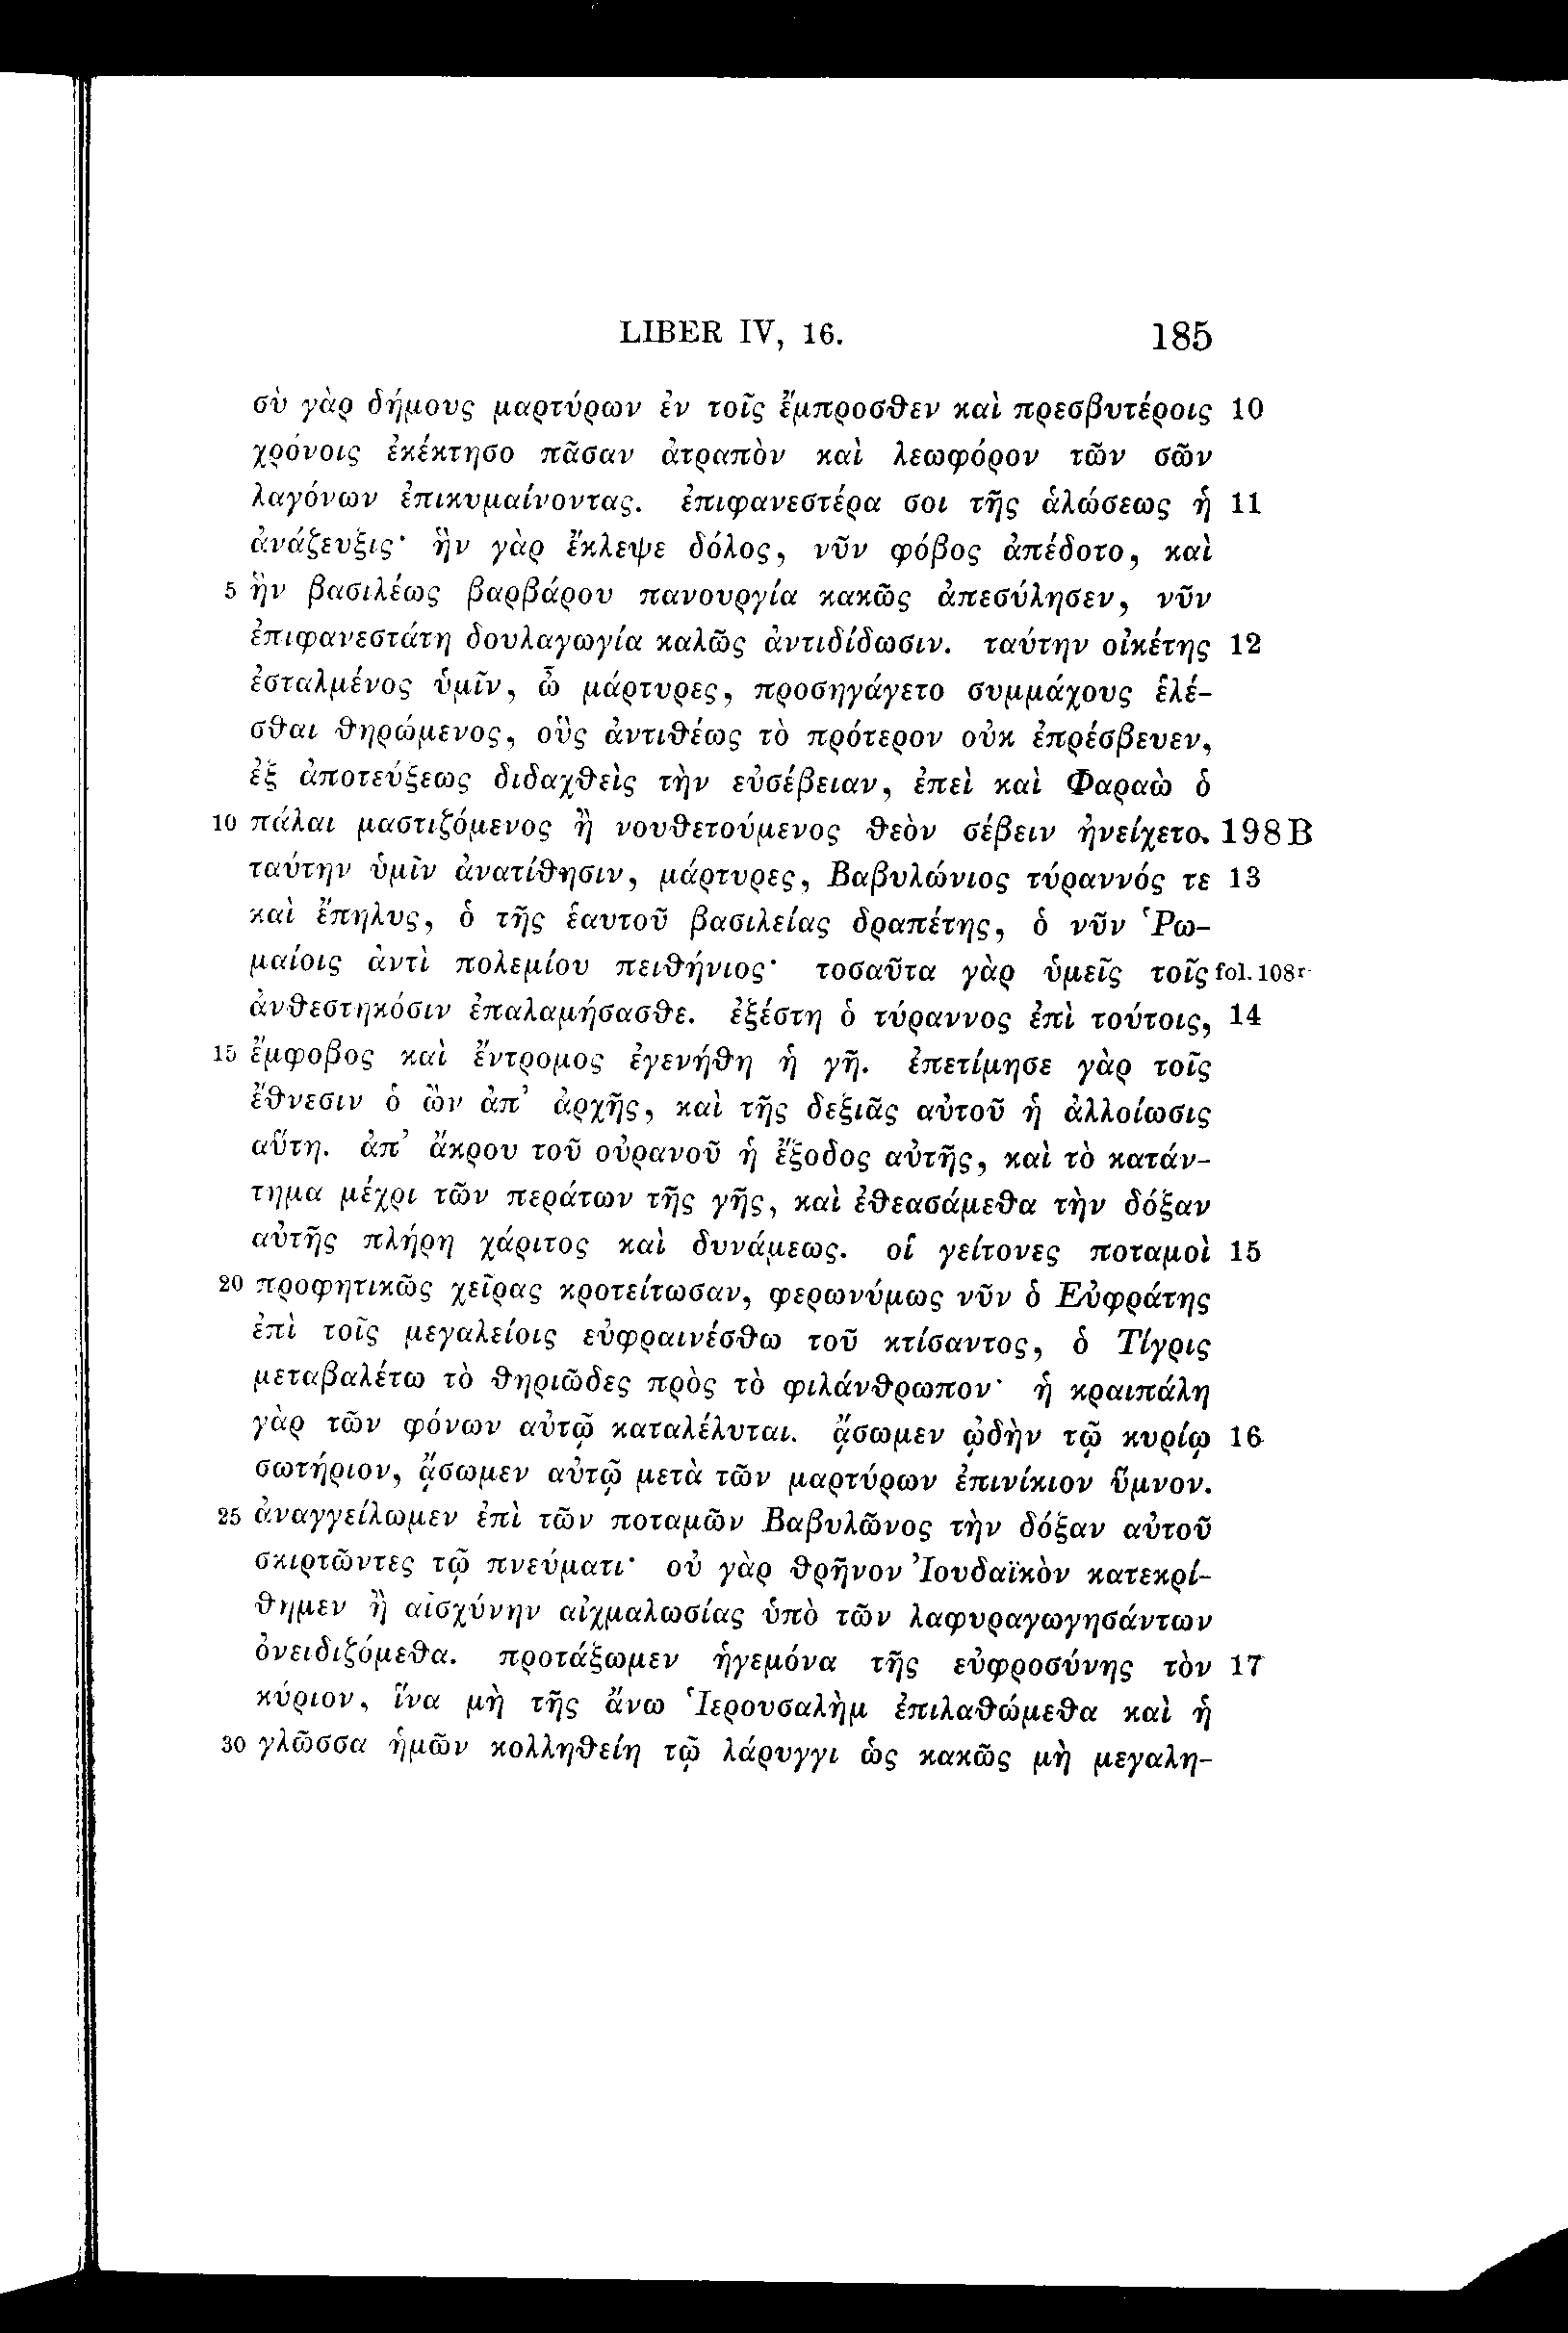 LIBER IV, 16. 185
σὺ γὰρ δήμους μαρτύρων ἐν τοῖς ἔμπροσθεν καὶ πρεσβυτέροις 10
χρόνοις ἐκέκτησο πᾶσαν ἀτραπὸν καὶ λεωφόρον τῶν σῶν
λαγόνων ἐπικυμαίνοντας. ἐπιφανεστέρα σοι τῆς ἁλώσεως ἡ 11
ἀνάζευξις· ἣν γὰρ ἔκλεψε δόλος, νῦν φόβος ἀπέδοτο, καὶ
5 ἣν βασιλέως βαρβάρου πανουργία κακῶς ἀπεσύλησεν, νῦν
ἐπιφανεστάτη δουλαγωγία καλῶς ἀντιδίδωσιν. ταύτην οἰκέτης 12
ἐσταλμένος ὑμῖν, ὦ μάρτυρες, προσηγάγετο συμμάχους ἑλέ-
σθαι θηρώμενος, οὓς ἀντιθέως τὸ πρότερον οὐκ ἐπρέσβευεν,
ἐξ ἀποτεύξεως διδαχθεὶς τὴν εὐσέβειαν, ἐπεὶ καὶ Φαραὼ ὁ
10 πάλαι μαστιζόμενος ἢ νουθετούμενος θεὸν σέβειν ἠνείχετο. 198B
ταύτην ὑμῖν ἀνατίθησιν, μάρτυρες, Βαβυλώνιος τύραννός τε 13
καὶ ἔπηλυς, ὁ τῆς ἑαυτοῦ βασιλείας δραπέτης, ὁ νῦν Ῥω-
μαίοις ἀντὶ πολεμίου πειθήνιος· τοσαῦτα γὰρ ὑμεῖς τοῖς fol. 108r
ἀνθεστηκόσιν ἐπαλαμήσασθε. ἐξέστη ὁ τύραννος ἐπὶ τούτοις, 14
15 ἔμφοβος καὶ ἔντρομος ἐγενήθη ἡ γῆ. ἐπετίμησε γὰρ τοῖς
ἔθνεσιν ὁ ὢν ἀπ’ ἀρχῆς, καὶ τῆς δεξιᾶς αὐτοῦ ἡ ἀλλοίωσις
αὕτη. ἀπ’ ἄκρου τοῦ οὐρανοῦ ἡ ἔξοδος αὐτῆς, καὶ τὸ κατάν-
τημα μέχρι τῶν περάτων τῆς γῆς, καὶ ἐθεασάμεθα τὴν δόξαν
αὐτῆς πλήρη χάριτος καὶ δυνάμεως. οἱ γείτονες ποταμοὶ 15
20 προφητικῶς χεῖρας κροτείτωσαν, φερωνύμως νῦν ὁ Εὐφράτης
ἐπὶ τοῖς μεγαλείοις εὐφραινέσθω τοῦ κτίσαντος, ὁ Τίγρις
μεταβαλέτω τὸ θηριῶδες πρὸς τὸ φιλάνθρωπον· ἡ κραιπάλη
γὰρ τῶν φόνων αὐτῷ καταλέλυται. ᾄσωμεν ᾠδὴν τῷ κυρίῳ 16
σωτήριον, ᾄσωμεν αὐτῷ μετὰ τῶν μαρτύρων ἐπινίκιον ὕμνον.
25 ἀναγγείλωμεν ἐπὶ τῶν ποταμῶν Βαβυλῶνος τὴν δόξαν αὐτοῦ
σκιρτῶντες τῷ πνεύματι· οὐ γὰρ θρῆνον Ἰουδαϊκὸν κατεκρί-
θημεν ἢ αἰσχύνην αἰχμαλωσίας ὑπὸ τῶν λαφυραγωγησάντων
ὀνειδιζόμεθα. προτάξωμεν ἡγεμόνα τῆς εὐφροσύνης τὸν 17
κύριον, ἵνα μὴ τῆς ἄνω Ἱερουσαλὴμ ἐπιλαθώμεθα καὶ ἡ
30 γλῶσσα ἡμῶν κολληθείη τῷ λάρυγγι ὡς κακῶς μὴ μεγαλη-